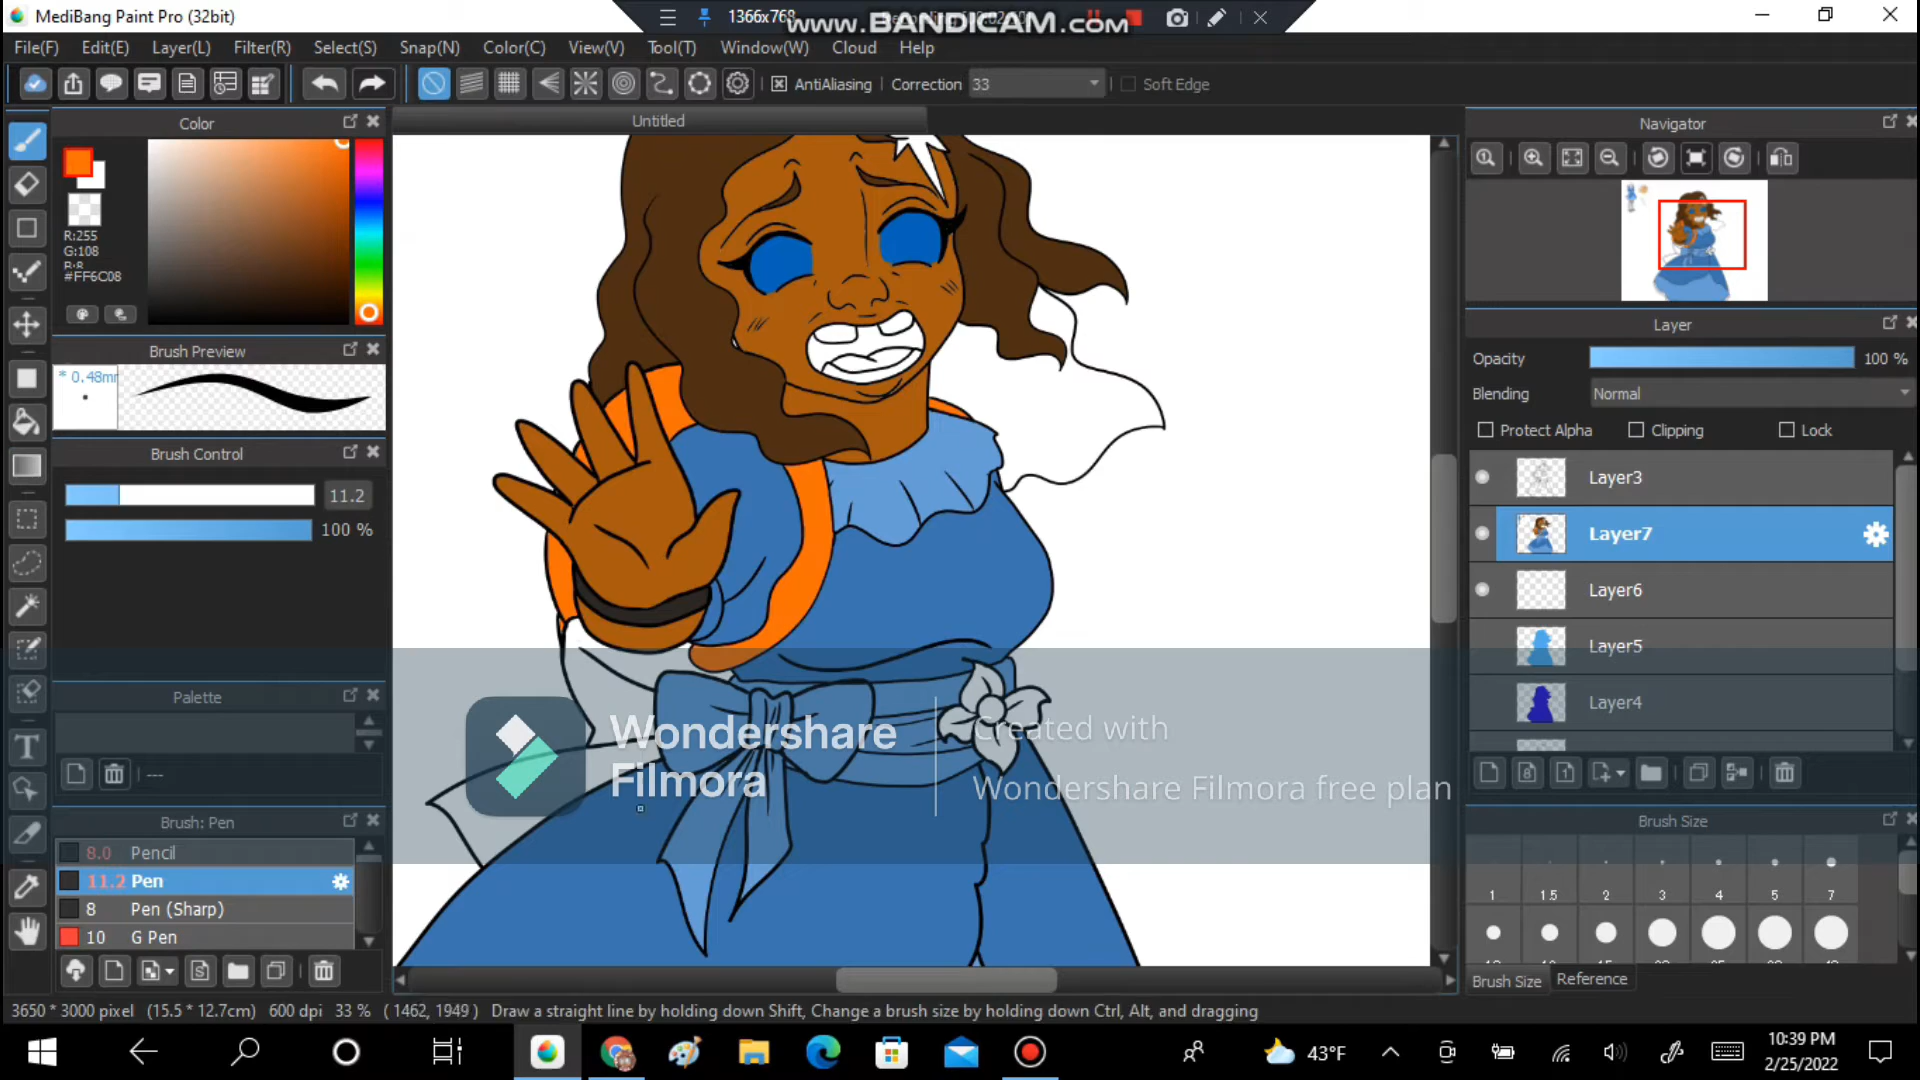 MediBang Paint Pro (32bit)
1366x768
www.BANDICAM.com
File(F) Edit(E) Layer(L) Filter(R) Select(S) Snap(N) Color(C) View(V) Tool(T) Window(W) Cloud Help
AntiAliasing Correction 33 Soft Edge
Untitled
Color
R:255
G:108
B:8
#FF6C08
Brush Preview
* 0.48m
Brush Control
11.2
100 %
Palette
---
Brush: Pen
8.0 Pencil
11.2 Pen
8 Pen (Sharp)
10 G Pen
Navigator
Layer
Opacity 100 %
Blending Normal
Protect Alpha Clipping Lock
Layer3
Layer7
Layer6
Layer5
Layer4
Brush Size
1 1.5 2 3 4 5 7
Brush Size Reference
Wondershare
Filmora
Created with
Wondershare Filmora free plan
3650 * 3000 pixel (15.5 * 12.7cm) 600 dpi 33 % ( 1462, 1949 ) Draw a straight line by holding down Shift, Change a brush size by holding down Ctrl, Alt, and dragging
43°F
10:39 PM
2/25/2022